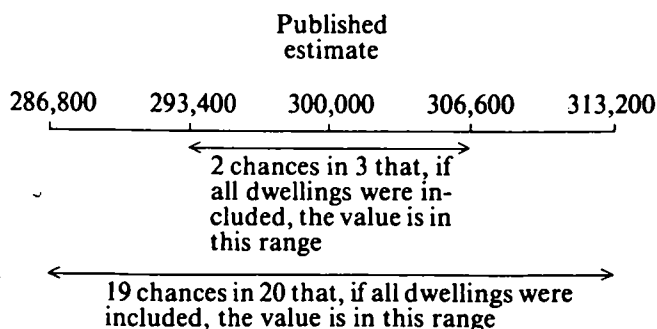 Published
estimate
286,800 293,400 300,000 306,600 313,200
2 chances in 3 that, if
all dwellings were in-
cluded, the value is in
this range
19 chances in 20 that, if all dwellings were
included, the value is in this range